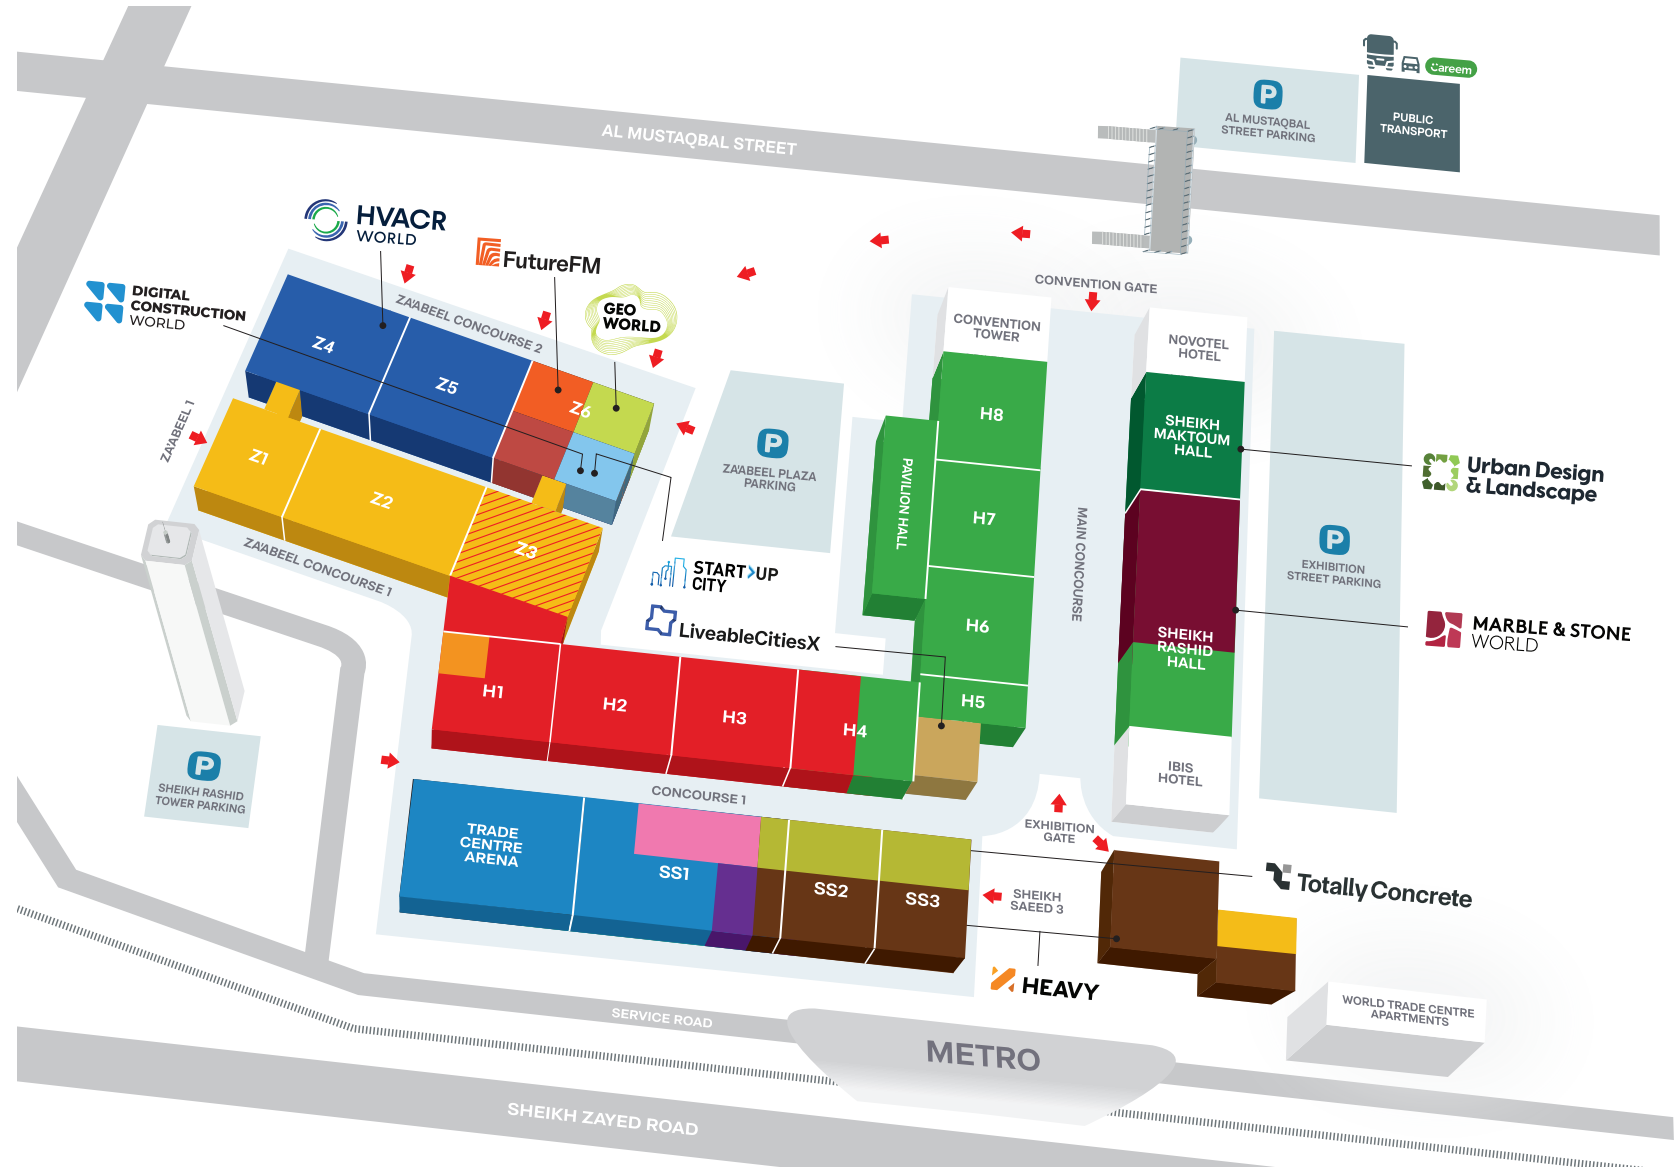 Careem
PUBLIC
TRANSPORT
P
AL MUSTAQBAL
STREET PARKING
AL MUSTAQBAL STREET
HVACR
WORLD
FutureFM
GEO
WORLD
DIGITAL
CONSTRUCTION
WORLD
ZA'ABEEL CONCOURSE 2
CONVENTION GATE
CONVENTION
TOWER
NOVOTEL
HOTEL
Z4
Z5
Z6
ZA'ABEEL 1
Z1
Z2
Z3
ZA'ABEEL CONCOURSE 1
P
ZA'ABEEL PLAZA
PARKING
H8
H7
H6
H5
PAVILION HALL
MAIN CONCOURSE
SHEIKH
MAKTOUM
HALL
Urban Design
& Landscape
P
EXHIBITION
STREET PARKING
SHEIKH
RASHID
HALL
MARBLE & STONE
WORLD
START>UP
CITY
LiveableCitiesX
H1
H2
H3
H4
IBIS
HOTEL
P
SHEIKH RASHID
TOWER PARKING
CONCOURSE 1
TRADE
CENTRE
ARENA
SS1
SS2
SS3
EXHIBITION
GATE
SHEIKH
SAEED 3
Totally Concrete
HEAVY
WORLD TRADE CENTRE
APARTMENTS
SERVICE ROAD
METRO
SHEIKH ZAYED ROAD